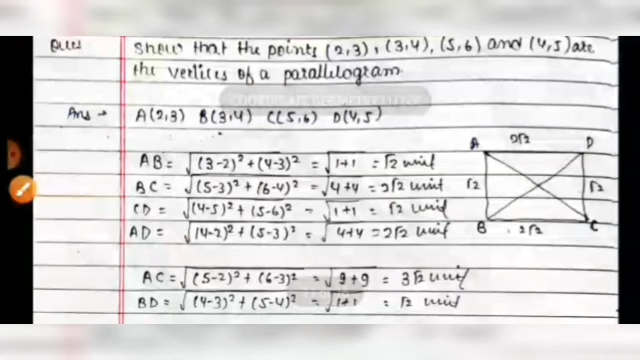 Ques Show that the points (2,3), (3,4), (5,6) and (4,5) are
the vertices of a parallelogram.
Ans → A(2,3) B(3,4) C(5,6) D(4,5)
AB = √(3-2)² + (4-3)² = √1+1 = √2 unit
BC = √(5-3)² + (6-4)² = √4+4 = 2√2 unit
CD = √(4-5)² + (5-6)² = √1+1 = √2 unit
AD = √(4-2)² + (5-3)² = √4+4 = 2√2 unit
A 2√2 D
√2 √2
B 2√2 C
AC = √(5-2)² + (6-3)² = √9+9 = 3√2 unit
BD = √(4-3)² + (5-4)² = √1+1 = √2 unit